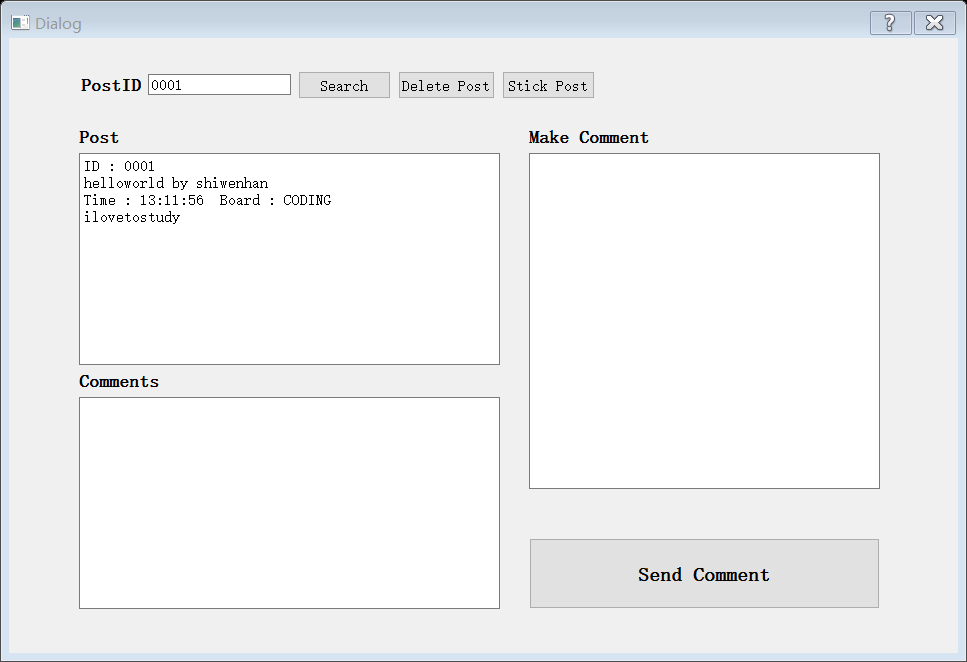 Dialog
PostID 0001 Search Delete Post Stick Post
Post
ID : 0001
helloworld by shiwenhan
Time : 13:11:56  Board : CODING
ilovetostudy
Comments
Make Comment
Send Comment